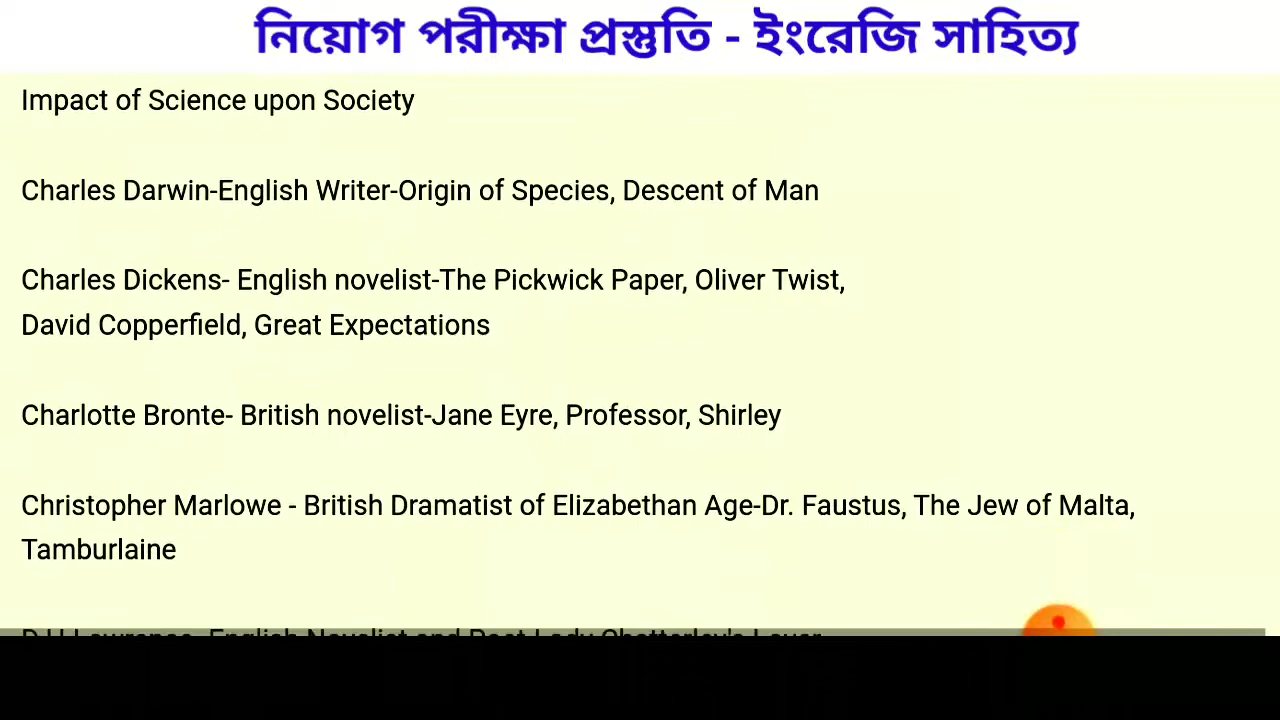 নিয়োগ পরীক্ষা প্রস্তুতি - ইংরেজি সাহিত্য
Impact of Science upon Society
Charles Darwin-English Writer-Origin of Species, Descent of Man
Charles Dickens- English novelist-The Pickwick Paper, Oliver Twist,
David Copperfield, Great Expectations
Charlotte Bronte- British novelist-Jane Eyre, Professor, Shirley
Christopher Marlowe - British Dramatist of Elizabethan Age-Dr. Faustus, The Jew of Malta,
Tamburlaine